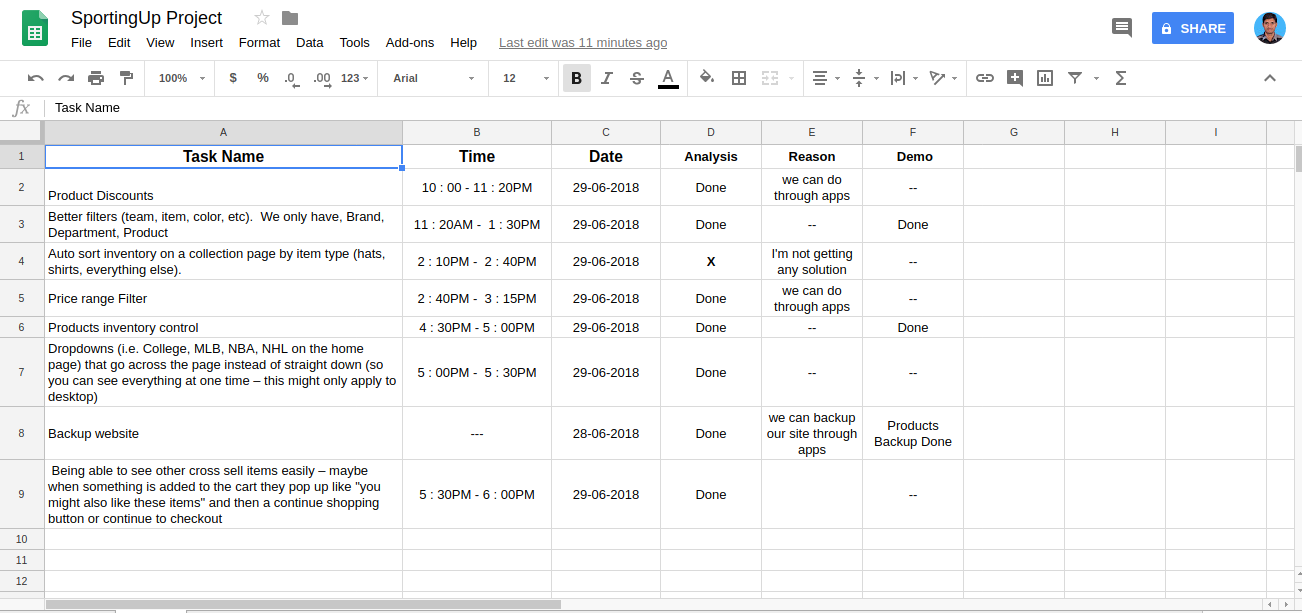 SportingUp Project
File Edit View Insert Format Data Tools Add-ons Help Last edit was 11 minutes ago
SHARE
100% $ % .0 .00 123 Arial 12 B I S A Σ
fx Task Name
A B C D E F G H I
1 Task Name Time Date Analysis Reason Demo
2 Product Discounts 10 : 00 - 11 : 20PM 29-06-2018 Done we can do
through apps --
3 Better filters (team, item, color, etc).  We only have, Brand,
Department, Product 11 : 20AM -  1 : 30PM 29-06-2018 Done -- Done
4 Auto sort inventory on a collection page by item type (hats,
shirts, everything else). 2 : 10PM -  2 : 40PM 29-06-2018 X I'm not getting
any solution --
5 Price range Filter 2 : 40PM -  3 : 15PM 29-06-2018 Done we can do
through apps --
6 Products inventory control 4 : 30PM - 5 : 00PM 29-06-2018 Done -- Done
7 Dropdowns (i.e. College, MLB, NBA, NHL on the home
page) that go across the page instead of straight down (so
you can see everything at one time – this might only apply to
desktop) 5 : 00PM -  5 : 30PM 29-06-2018 Done -- --
8 Backup website --- 28-06-2018 Done we can backup
our site through
apps Products
Backup Done
9 Being able to see other cross sell items easily – maybe
when something is added to the cart they pop up like "you
might also like these items" and then a continue shopping
button or continue to checkout 5 : 30PM - 6 : 00PM 29-06-2018 Done --
10
11
12